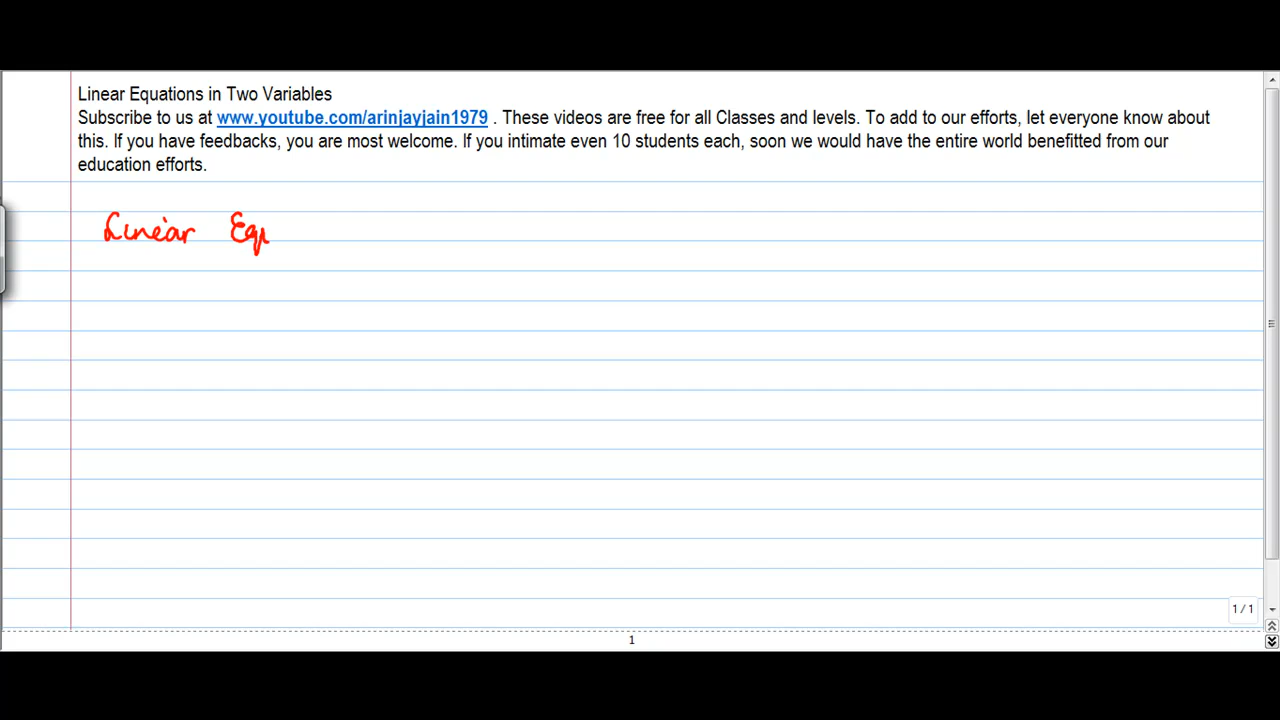 Linear Equations in Two Variables
Subscribe to us at www.youtube.com/arinjayjain1979 . These videos are free for all Classes and levels. To add to our efforts, let everyone know about
this. If you have feedbacks, you are most welcome. If you intimate even 10 students each, soon we would have the entire world benefitted from our
education efforts.
Linear Equ
1 / 1
1